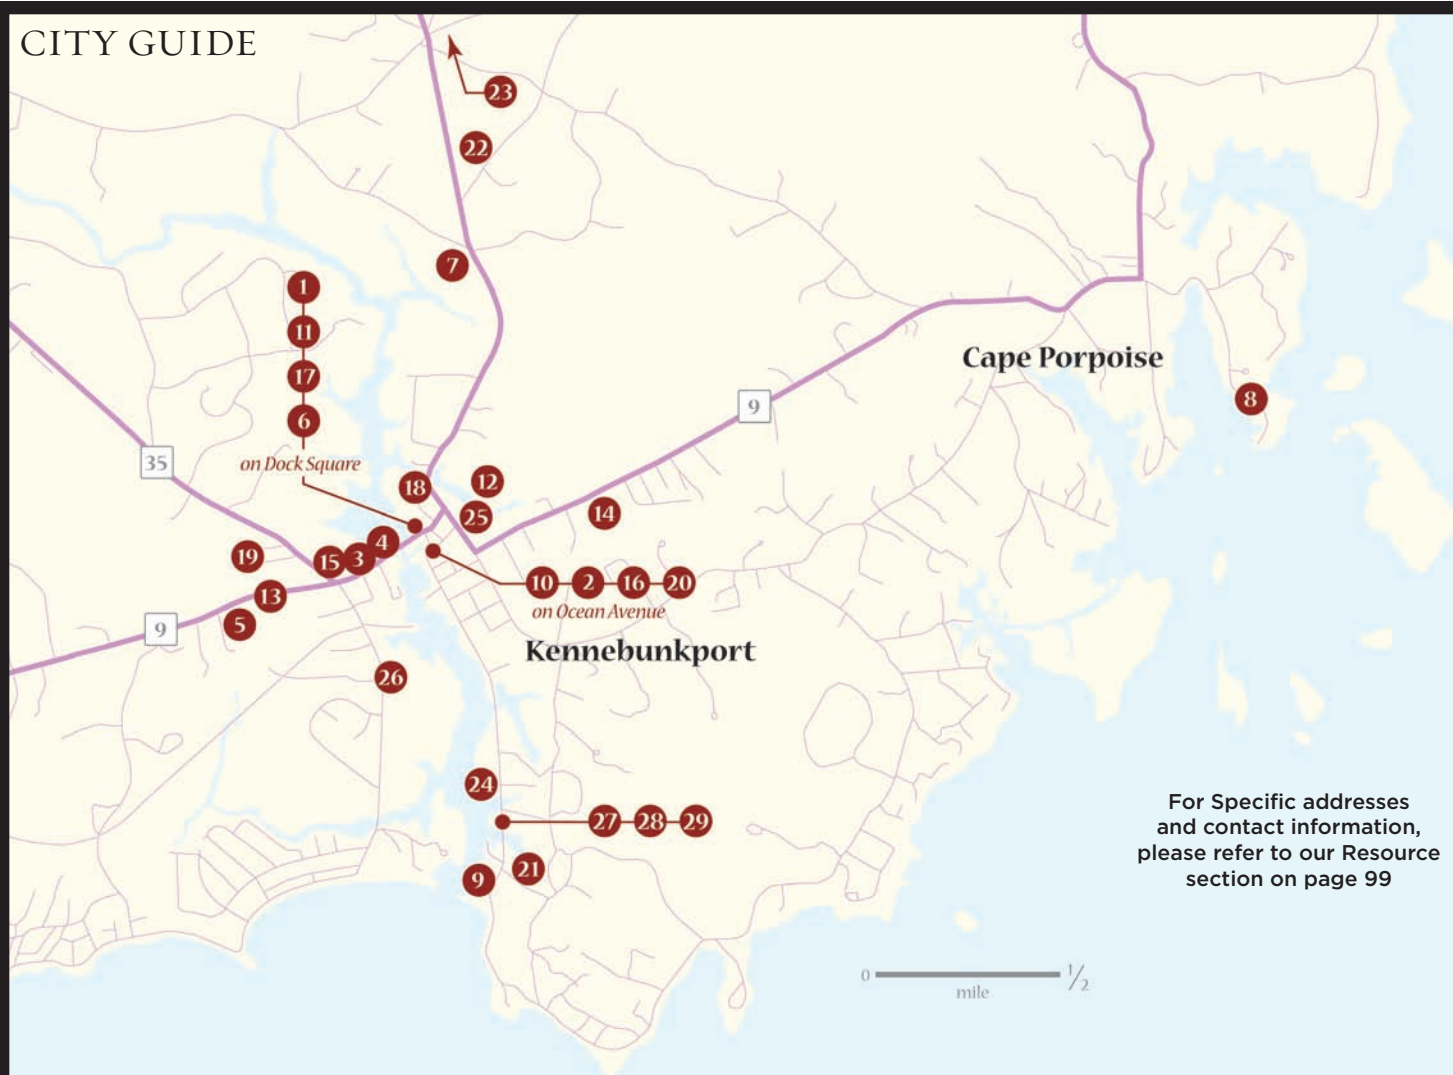 CITY GUIDE
23
22
7
1
11
17
6
on Dock Square
35
9
Cape Porpoise
8
18
12
25
14
4
3
15
19
13
5
9
10 2 16 20
on Ocean Avenue
Kennebunkport
26
24
27 28 29
21
9
For Specific addresses
and contact information,
please refer to our Resource
section on page 99
0 1/2
mile